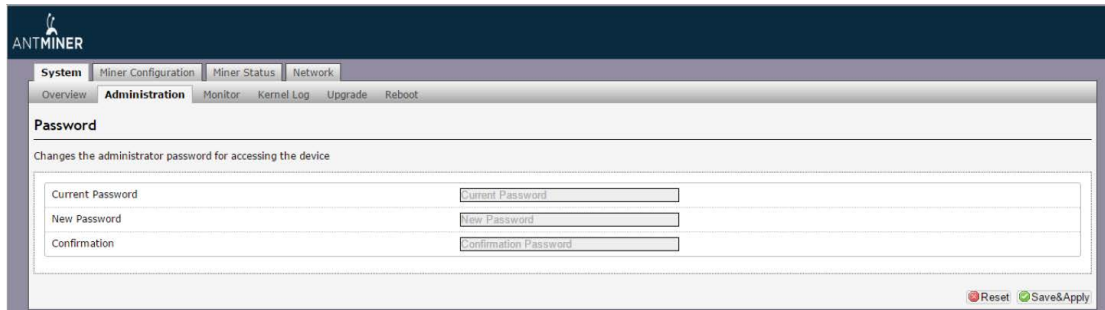 ANTMINER
System Miner Configuration Miner Status Network
Overview Administration Monitor Kernel Log Upgrade Reboot
Password
Changes the administrator password for accessing the device
Current Password Current Password
New Password New Password
Confirmation Confirmation Password
Reset Save&Apply